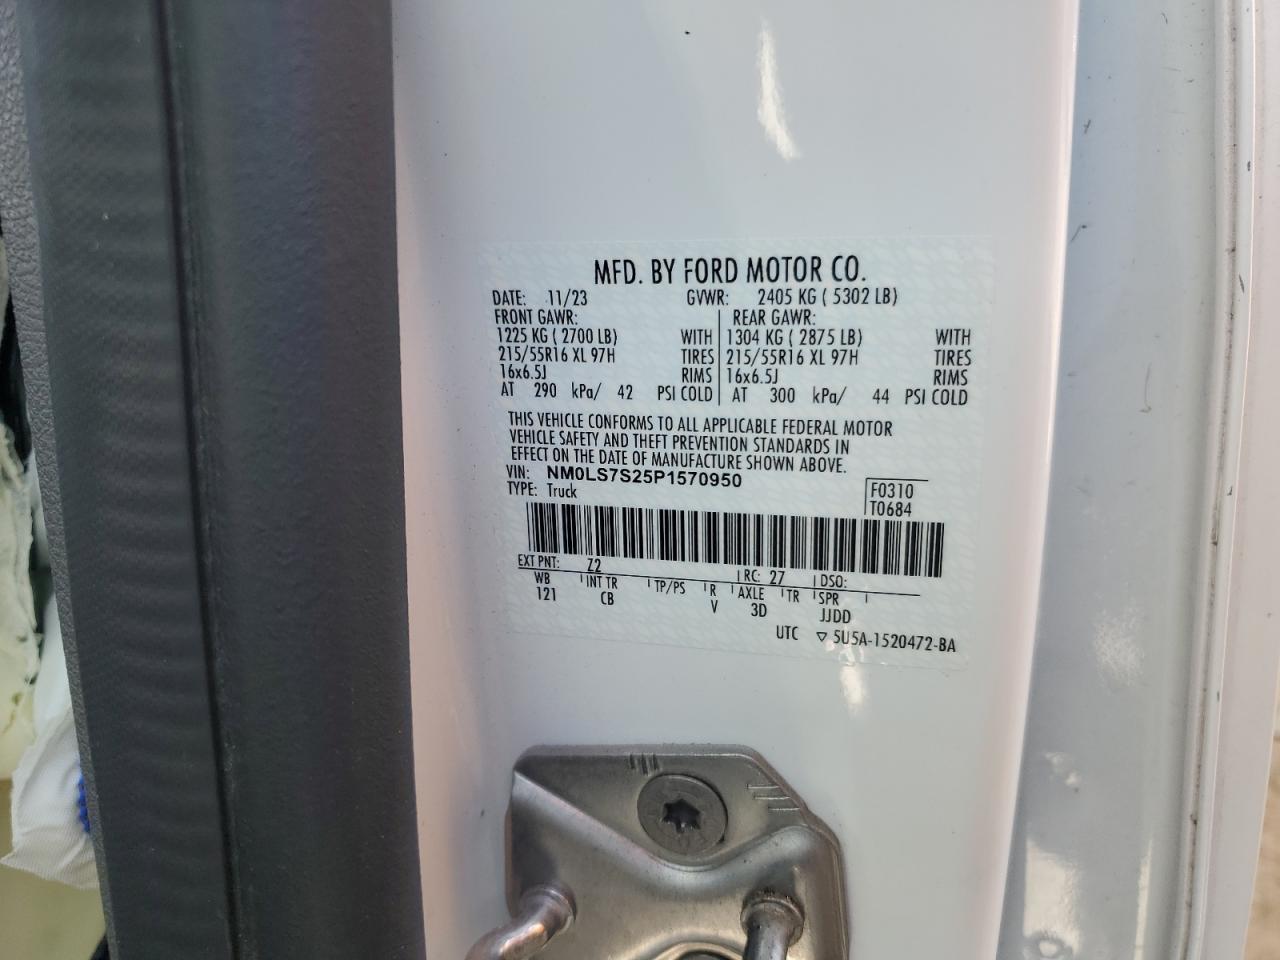 MFD. BY FORD MOTOR CO.
DATE: 11/23 GVWR: 2405 KG ( 5302 LB)
FRONT GAWR: REAR GAWR:
1225 KG ( 2700 LB) WITH 1304 KG ( 2875 LB) WITH
215/55R16 XL 97H TIRES 215/55R16 XL 97H TIRES
16x6.5J RIMS 16x6.5J RIMS
AT 290 kPa/ 42 PSI COLD AT 300 kPa/ 44 PSI COLD
THIS VEHICLE CONFORMS TO ALL APPLICABLE FEDERAL MOTOR
VEHICLE SAFETY AND THEFT PREVENTION STANDARDS IN
EFFECT ON THE DATE OF MANUFACTURE SHOWN ABOVE.
VIN: NM0LS7S25P1570950
TYPE: Truck F0310
T0684
EXT PNT: Z2 RC: 27 DSO:
WB INT TR TP/PS R AXLE TR SPR
121 CB V 3D JJDD
UTC ▽ 5U5A-1520472-BA